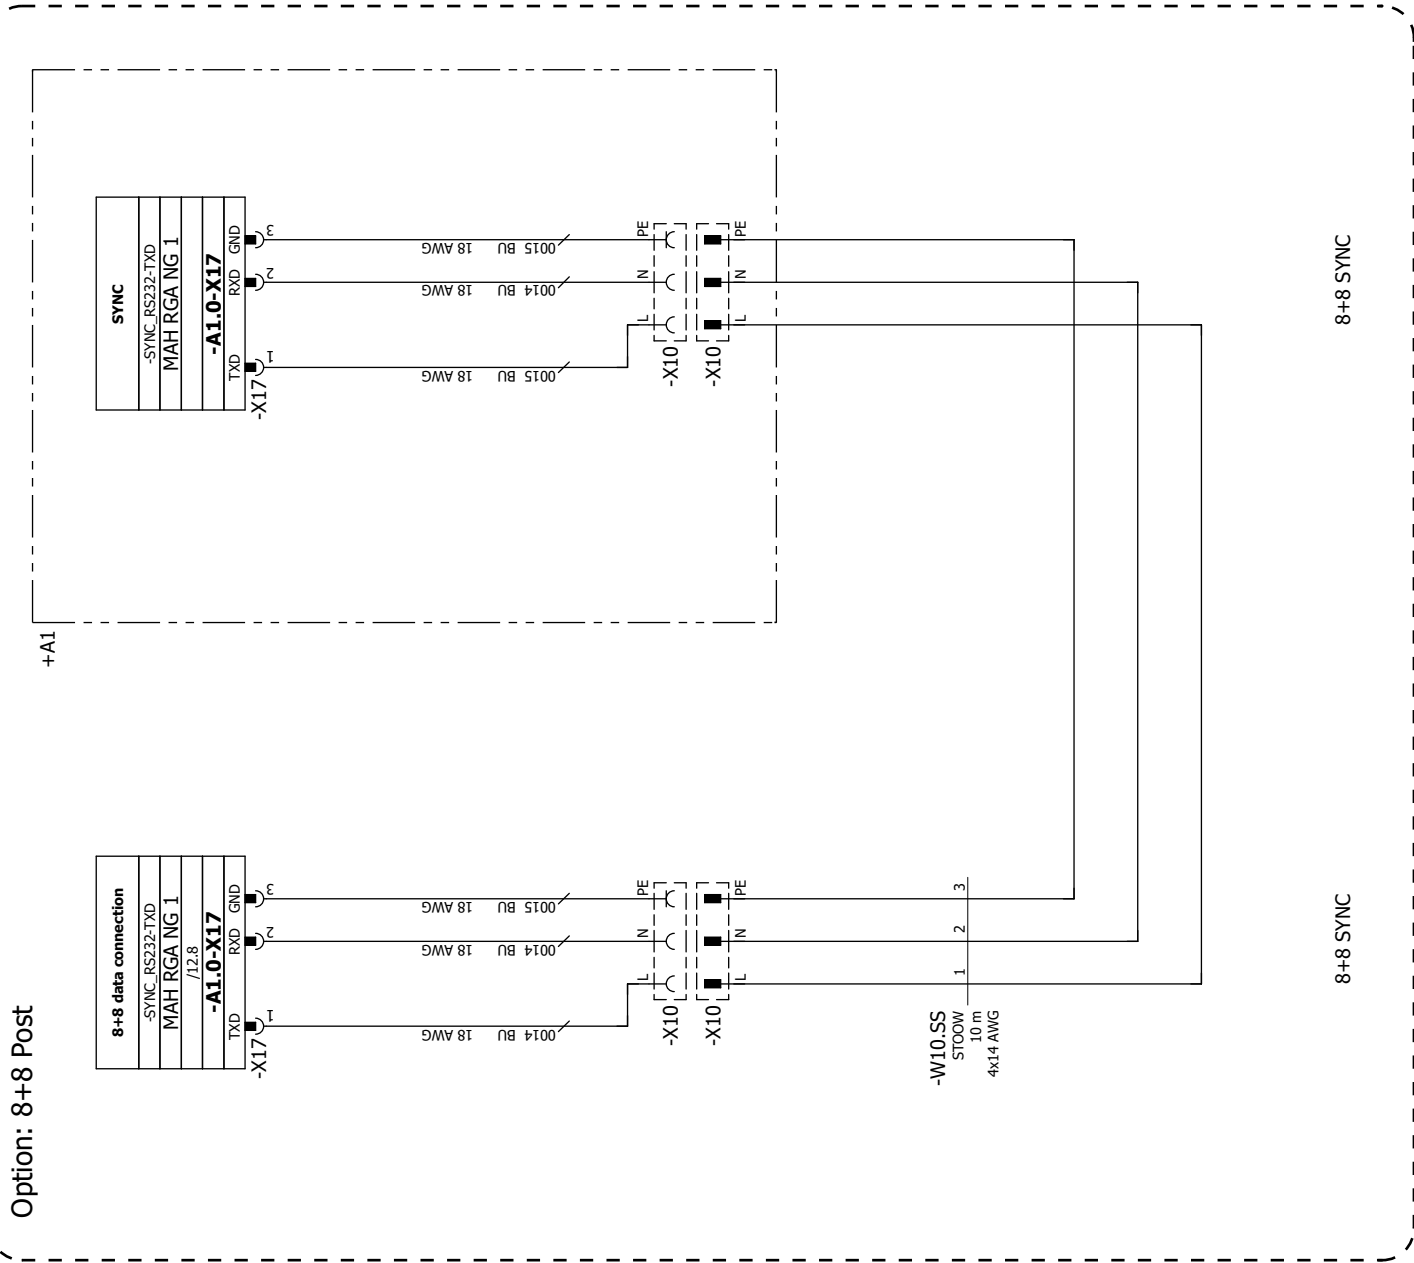 Option: 8+8 Post
+A1
8+8 data connection
-SYNC_RS232-TXD
MAH RGA NG 1
/12.8
-A1.0-X17
TXD RXD GND
-X17
1 2 3
18 AWG 0014 BU
18 AWG 0014 BU
18 AWG 0015 BU
L N PE
-X10
-X10
L N PE
-W10.SS
STOOW
10 m
4x14 AWG
1 2 3
8+8 SYNC
SYNC
-SYNC_RS232-TXD
MAH RGA NG 1
-A1.0-X17
TXD RXD GND
-X17
1 2 3
18 AWG 0015 BU
18 AWG 0014 BU
18 AWG 0015 BU
L N PE
-X10
-X10
L N PE
8+8 SYNC